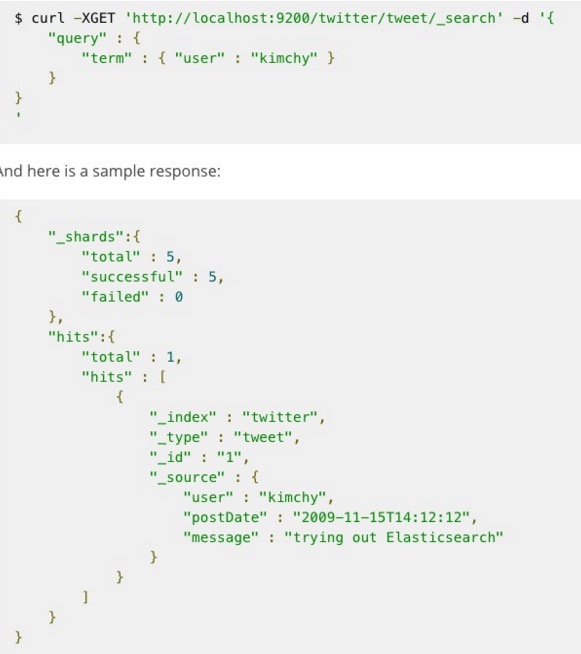 $ curl –XGET 'http://localhost:9200/twitter/tweet/_search' –d '{
    "query" : {
        "term" : { "user" : "kimchy" }
    }
}
'
And here is a sample response:
{
    "_shards":{
        "total" : 5,
        "successful" : 5,
        "failed" : 0
    },
    "hits":{
        "total" : 1,
        "hits" : [
            {
                "_index" : "twitter",
                "_type" : "tweet",
                "_id" : "1",
                "_source" : {
                    "user" : "kimchy",
                    "postDate" : "2009–11–15T14:12:12",
                    "message" : "trying out Elasticsearch"
                }
            }
        ]
    }
}